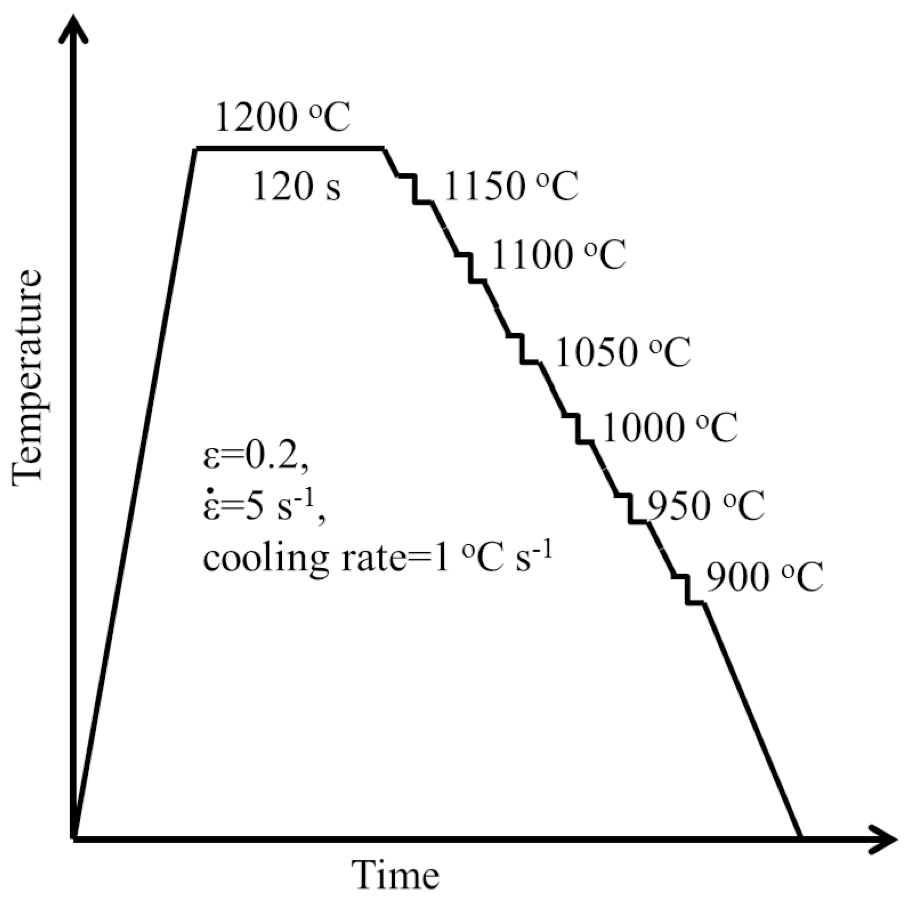 1200 °C
120 s
1150 °C
1100 °C
1050 °C
1000 °C
950 °C
900 °C
ε=0.2,
ε̇=5 s⁻¹,
cooling rate=1 °C s⁻¹
Temperature
Time